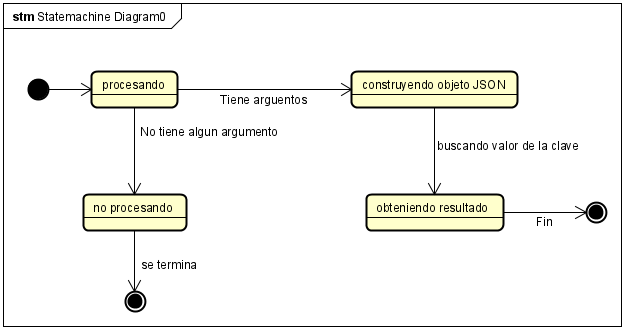 stm Statemachine Diagram0
procesando
Tiene arguentos
construyendo objeto JSON
No tiene algun argumento
buscando valor de la clave
no procesando
obteniendo resultado
Fin
se termina